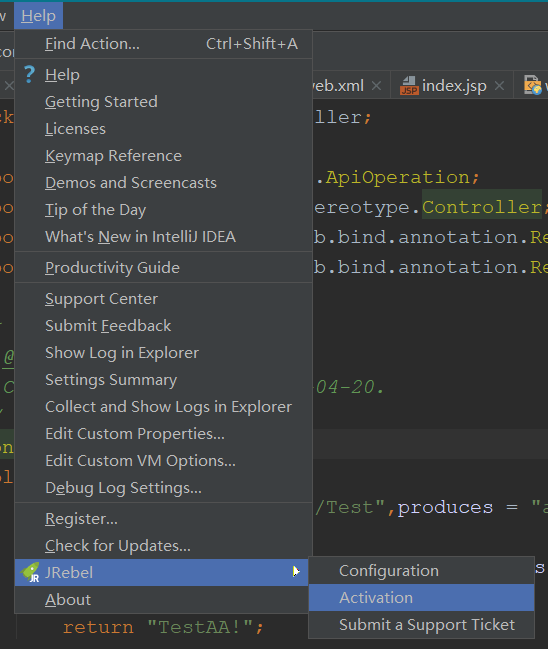 Help
Find Action... Ctrl+Shift+A
? Help
web.xml
index.jsp
Getting Started
Licenses
ller;
Keymap Reference
Demos and Screencasts
.ApiOperation;
Tip of the Day
ereotype.Controller;
What's New in IntelliJ IDEA
b.bind.annotation.Re
Productivity Guide
b.bind.annotation.Re
Support Center
Submit Feedback
Show Log in Explorer
@
Settings Summary
C
04-20.
Collect and Show Logs in Explorer
Edit Custom Properties...
on
Edit Custom VM Options...
Debug Log Settings...
/Test",produces = "a
Register...
Check for Updates...
JR JRebel
Configuration
About
Activation
return "TestAA!";
Submit a Support Ticket